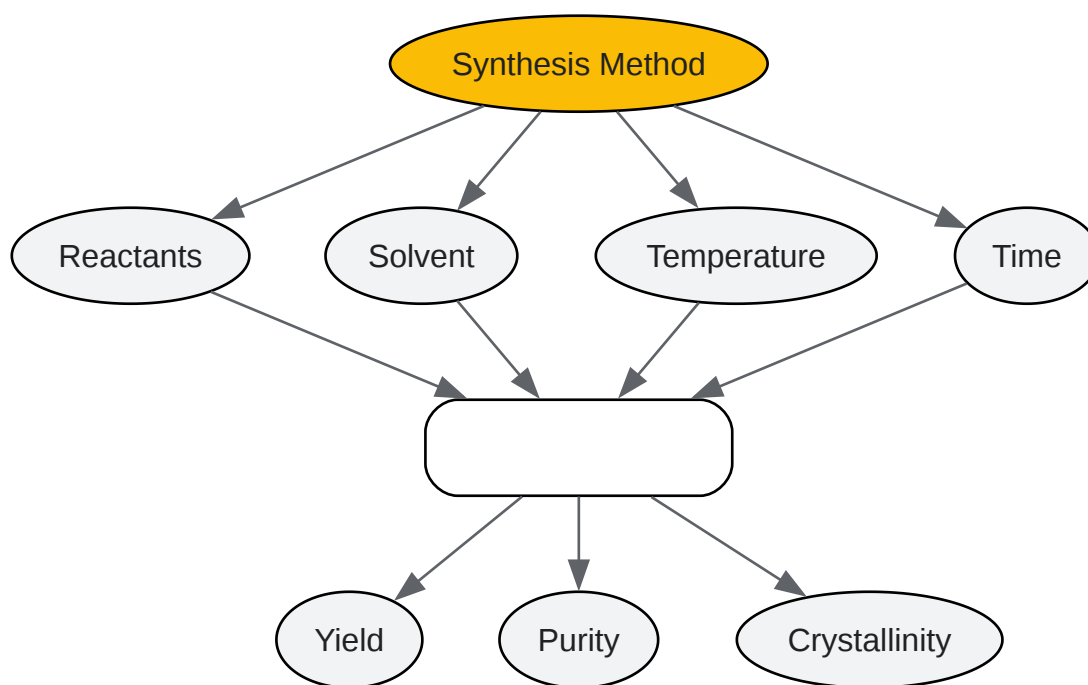 Synthesis Method
Reactants
Solvent
Temperature
Time
Yield
Purity
Crystallinity